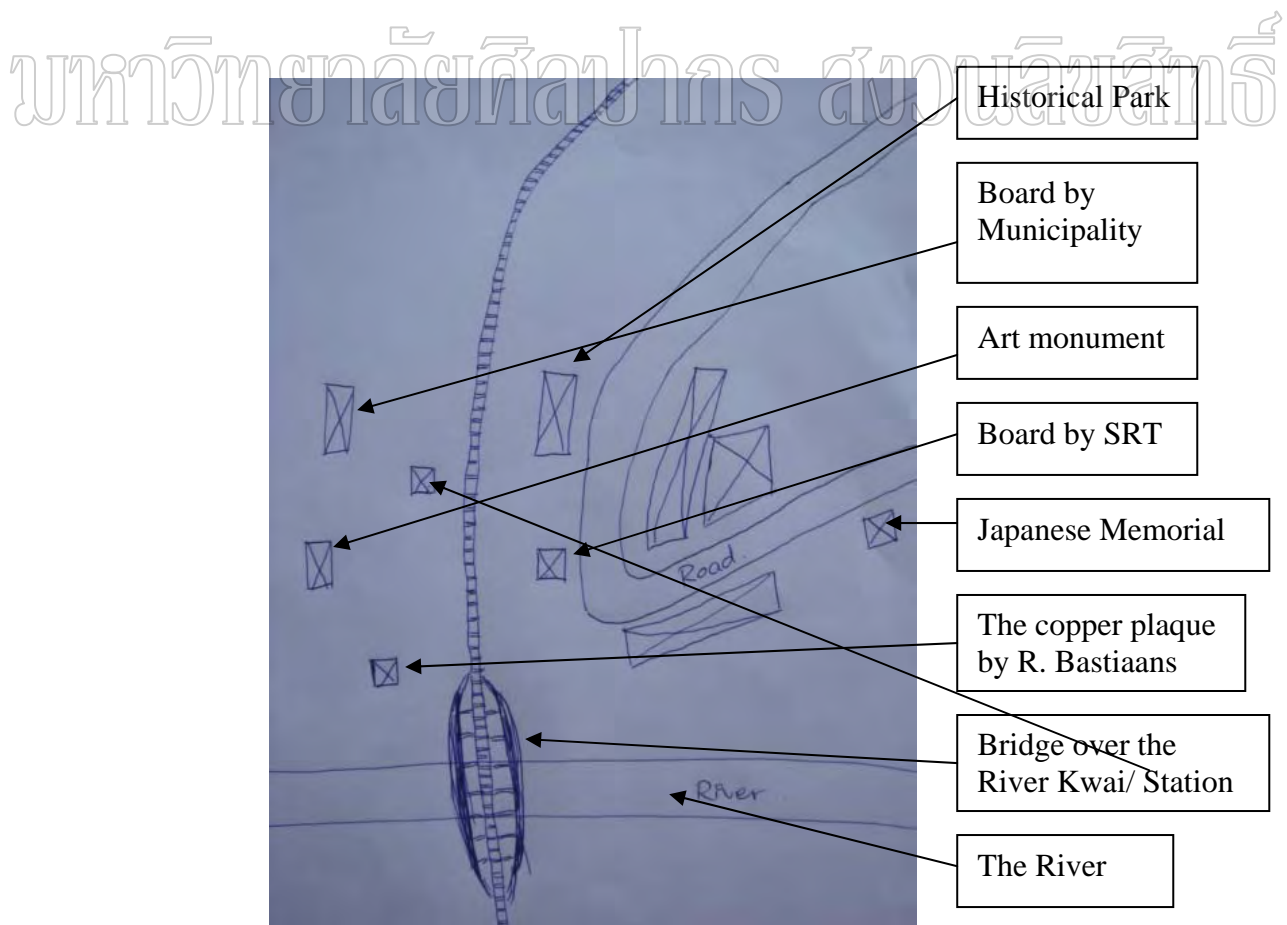 มหาวิทยาลัยศิลปากร สงวนลิขสิทธิ์
Historical Park
Board by
Municipality
Art monument
Board by SRT
Japanese Memorial
Road.
The copper plaque
by R. Bastiaans
Bridge over the
River Kwai/ Station
River
The River